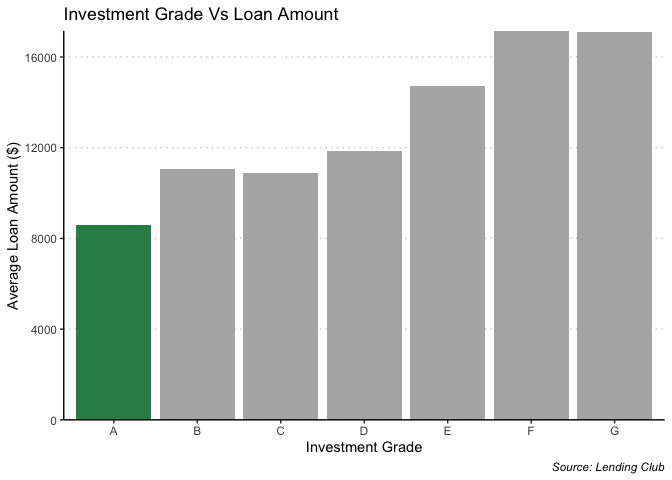 Investment Grade Vs Loan Amount
Average Loan Amount ($)
16000
12000
8000
4000
0
A B C D E F G
Investment Grade
Source: Lending Club